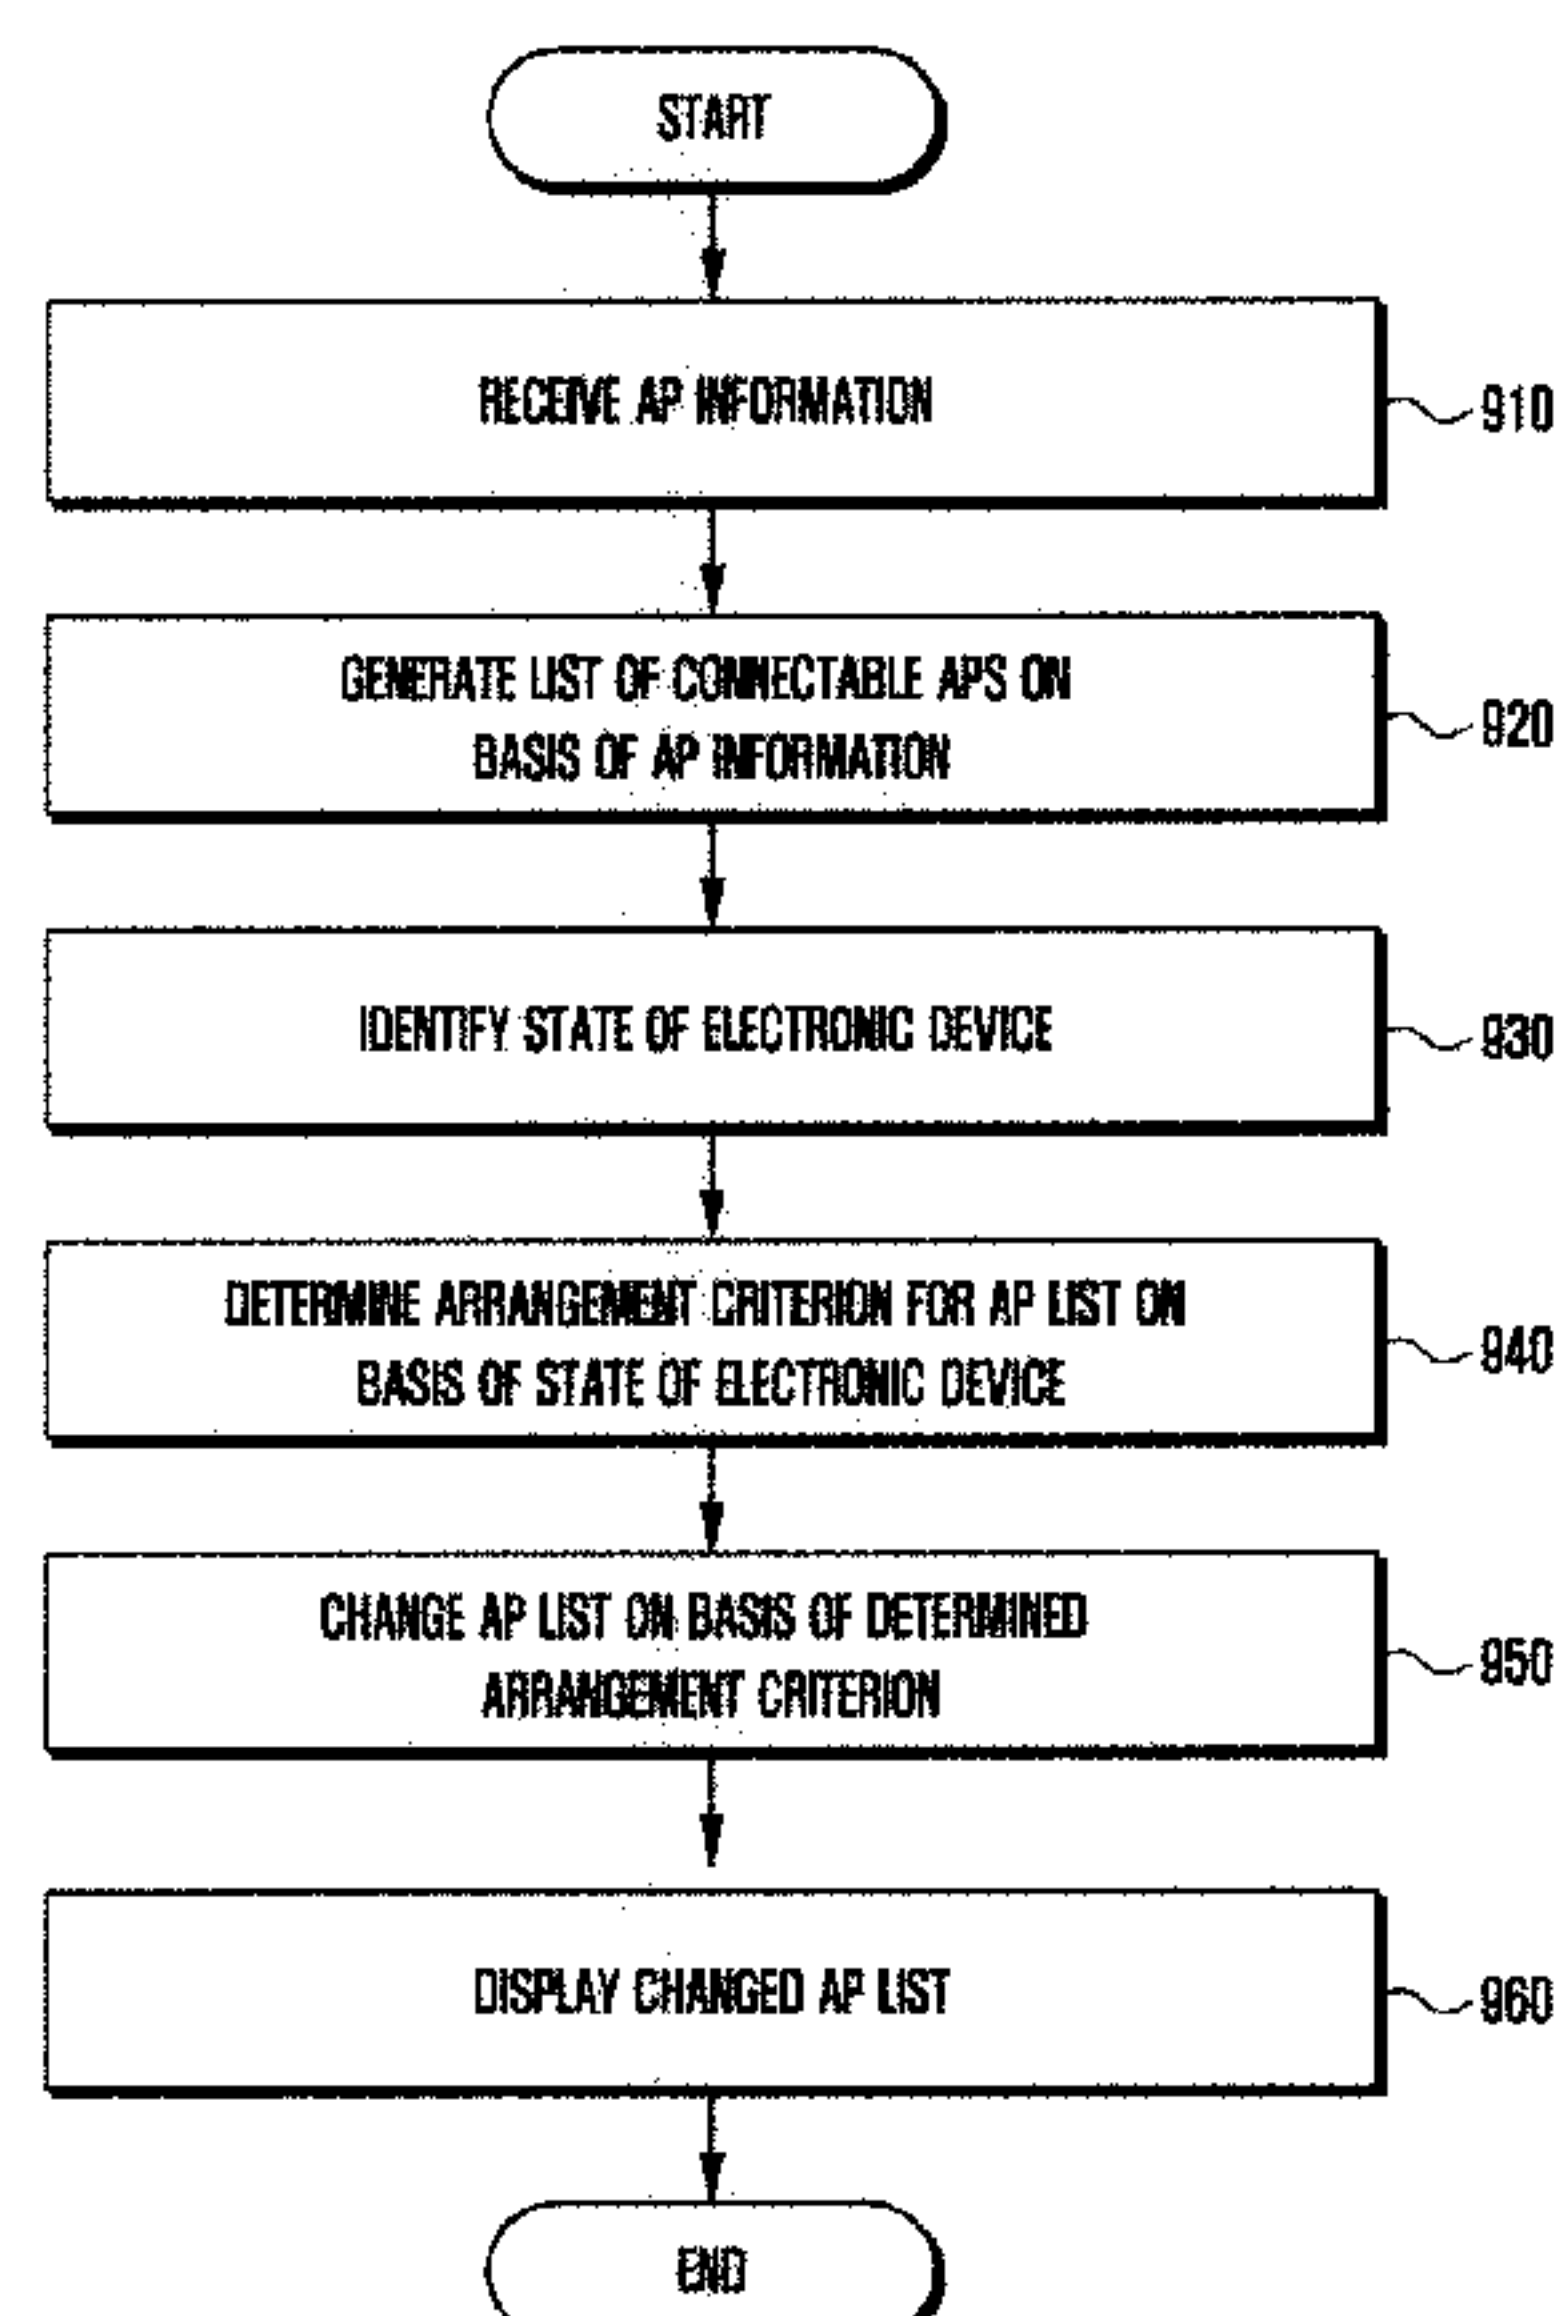 START
RECEIVE AP INFORMATION
910
GENERATE LIST OF CONNECTABLE APS ON
BASIS OF AP INFORMATION
920
IDENTIFY STATE OF ELECTRONIC DEVICE
930
DETERMINE ARRANGEMENT CRITERION FOR AP LIST ON
BASIS OF STATE OF ELECTRONIC DEVICE
940
CHANGE AP LIST ON BASIS OF DETERMINED
ARRANGEMENT CRITERION
950
DISPLAY CHANGED AP LIST
960
END